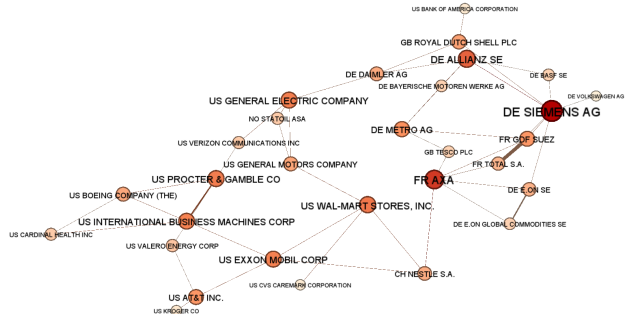 US BANK OF AMERICA CORPORATION
GB ROYAL DUTCH SHELL PLC
DE ALLIANZ SE
DE DAIMLER AG
DE BASF SE
DE BAYERISCHE MOTOREN WERKE AG
DE VOLKSWAGEN AG
US GENERAL ELECTRIC COMPANY
DE SIEMENS AG
NO STATOIL ASA
DE METRO AG
FR GDF SUEZ
US VERIZON COMMUNICATIONS INC
GB TESCO PLC
US GENERAL MOTORS COMPANY
FR TOTAL S.A.
US PROCTER & GAMBLE CO
FR AXA
DE E.ON SE
US BOEING COMPANY (THE)
US WAL-MART STORES, INC.
US INTERNATIONAL BUSINESS MACHINES CORP
DE E.ON GLOBAL COMMODITIES SE
US CARDINAL HEALTH INC
US VALERO ENERGY CORP
US EXXON MOBIL CORP
CH NESTLE S.A.
US CVS CAREMARK CORPORATION
US AT&T INC.
US KROGER CO